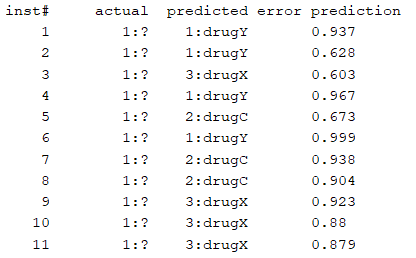 inst# actual predicted error prediction
1 1:? 1:drugY 0.937
2 1:? 1:drugY 0.628
3 1:? 3:drugX 0.603
4 1:? 1:drugY 0.967
5 1:? 2:drugC 0.673
6 1:? 1:drugY 0.999
7 1:? 2:drugC 0.938
8 1:? 2:drugC 0.904
9 1:? 3:drugX 0.923
10 1:? 3:drugX 0.88
11 1:? 3:drugX 0.879